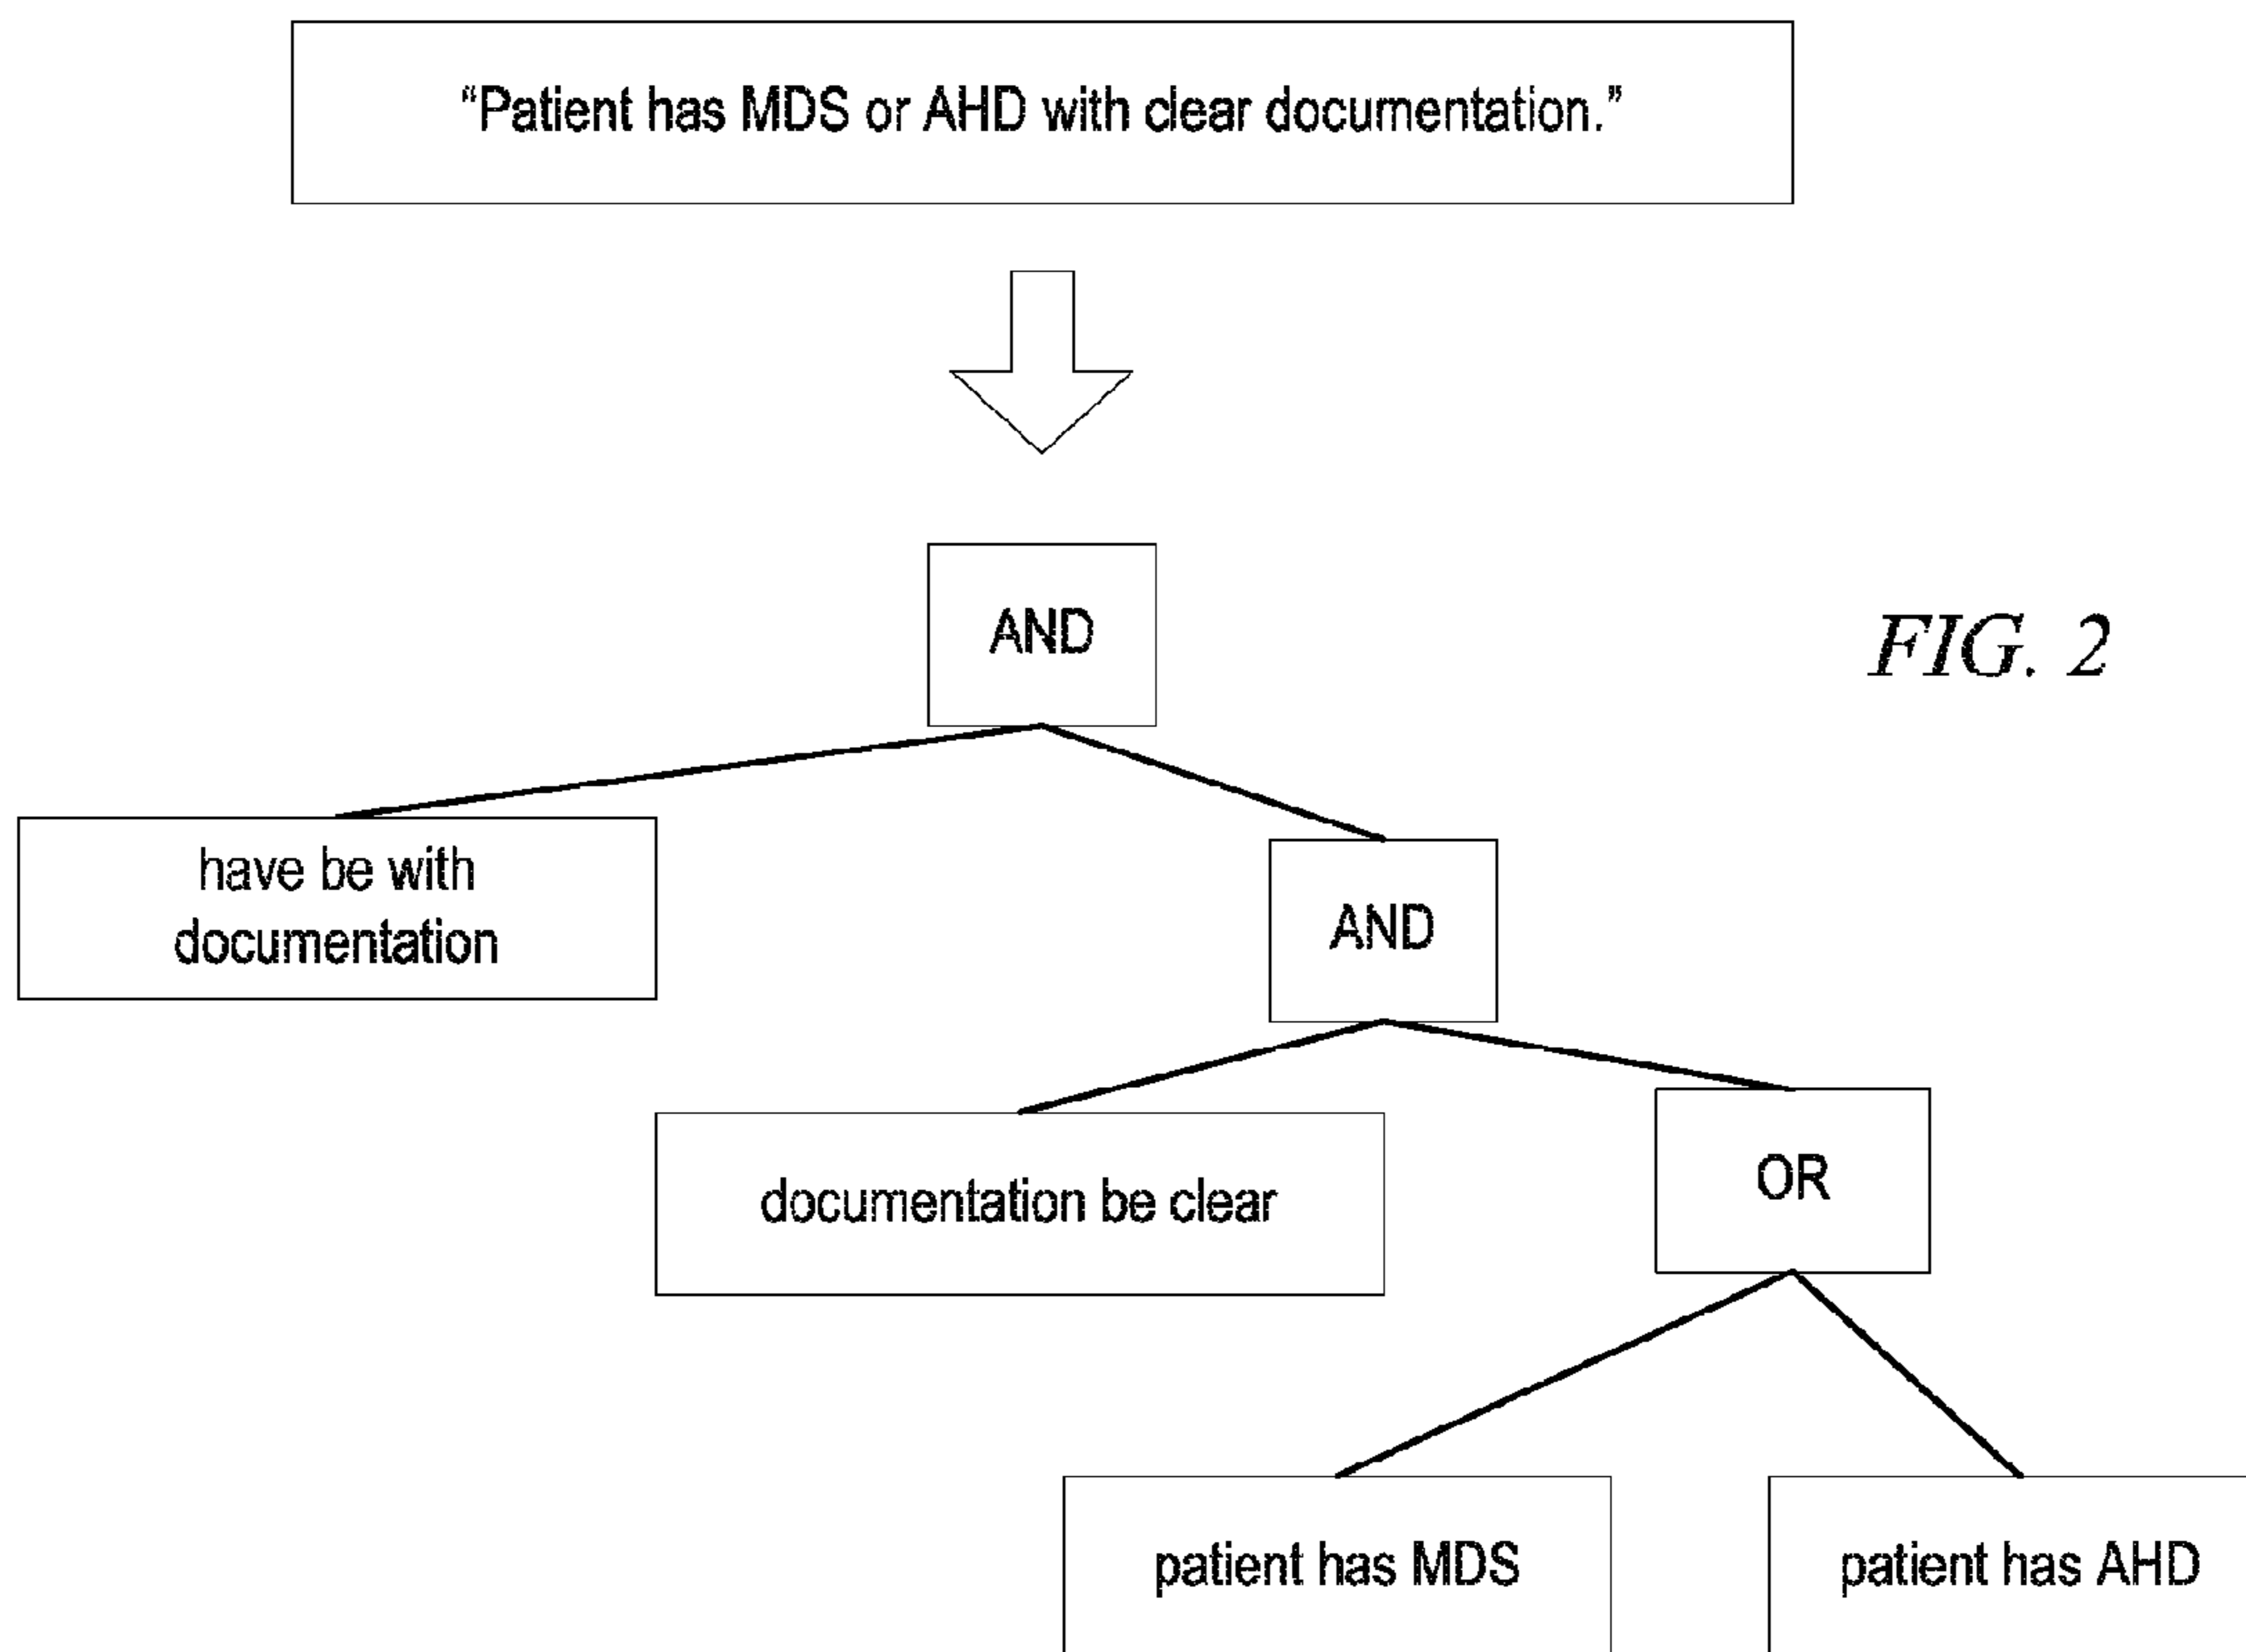 “Patient has MDS or AHD with clear documentation.”
AND
FIG. 2
have be with
documentation
AND
documentation be clear
OR
patient has MDS
patient has AHD